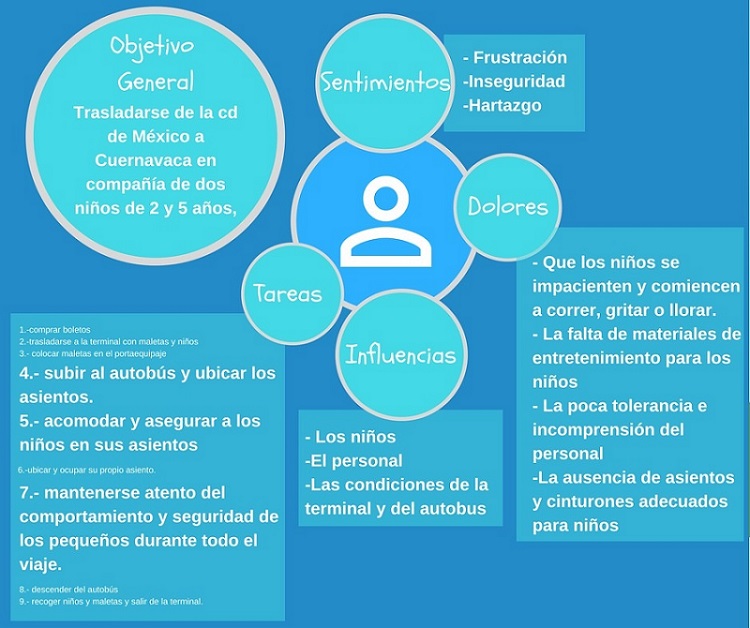 Objetivo
General
Trasladarse de la cd
de México a
Cuernavaca en
compañía de dos
niños de 2 y 5 años,
Sentimientos
- Frustración
-Inseguridad
-Hartazgo
Dolores
- Que los niños se
impacienten y comiencen
a correr, gritar o llorar.
- La falta de materiales de
entretenimiento para los
niños
- La poca tolerancia e
incomprensión del
personal
-La ausencia de asientos
y cinturones adecuados
para niños
Tareas
1.-comprar boletos
2.-trasladarse a la terminal con maletas y niños
3.- colocar maletas en el portaequipaje
4.- subir al autobús y ubicar los
asientos.
5.- acomodar y asegurar a los
niños en sus asientos
6.-ubicar y ocupar su propio asiento.
7.- mantenerse atento del
comportamiento y seguridad de
los pequeños durante todo el
viaje.
8.- descender del autobús
9.- recoger niños y maletas y salir de la terminal.
Influencias
- Los niños
-El personal
-Las condiciones de la
terminal y del autobus